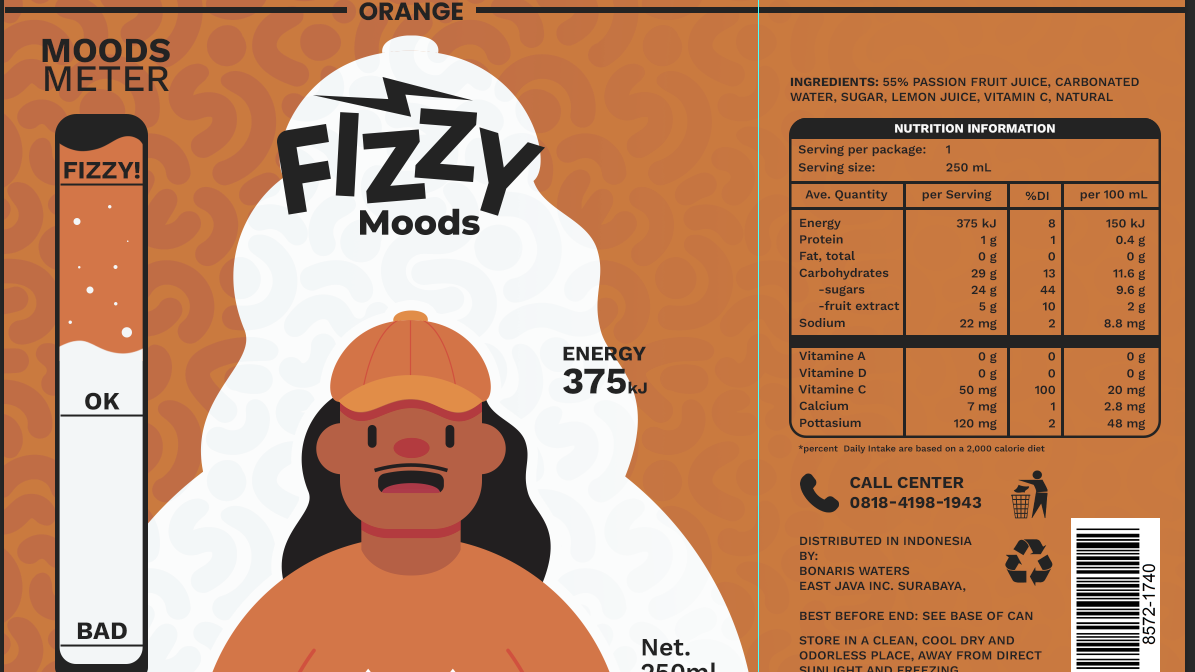 ORANGE
MOODS
METER
FIZZY!
OK
BAD
FIZZY
Moods
ENERGY
375kJ
Net.
250ml
INGREDIENTS: 55% PASSION FRUIT JUICE, CARBONATED
WATER, SUGAR, LEMON JUICE, VITAMIN C, NATURAL
NUTRITION INFORMATION
Serving per package: 1
Serving size: 250 mL
Ave. Quantity per Serving %DI per 100 mL
Energy 375 kJ 8 150 kJ
Protein 1 g 1 0.4 g
Fat, total 0 g 0 0 g
Carbohydrates 29 g 13 11.6 g
-sugars 24 g 44 9.6 g
-fruit extract 5 g 10 2 g
Sodium 22 mg 2 8.8 mg
Vitamine A 0 g 0 0 g
Vitamine D 0 g 0 0 g
Vitamine C 50 mg 100 20 mg
Calcium 7 mg 1 2.8 mg
Pottasium 120 mg 2 48 mg
*percent Daily Intake are based on a 2,000 calorie diet
CALL CENTER
0818-4198-1943
DISTRIBUTED IN INDONESIA
BY:
BONARIS WATERS
EAST JAVA INC. SURABAYA,
BEST BEFORE END: SEE BASE OF CAN
STORE IN A CLEAN, COOL DRY AND
ODORLESS PLACE, AWAY FROM DIRECT
SUNLIGHT AND FREEZING
8572-1740